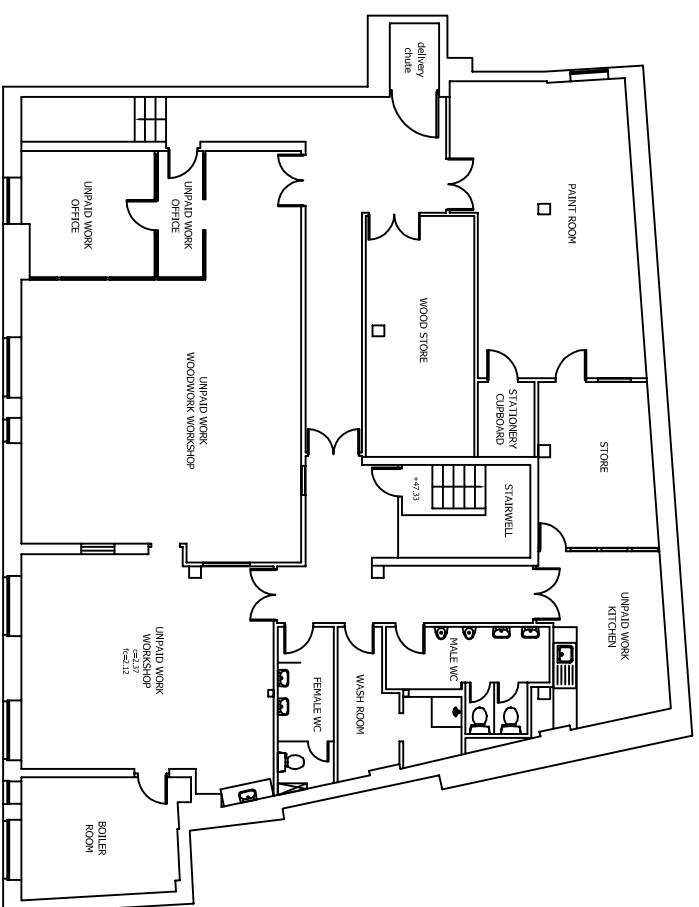 delivery
chute
PAINT ROOM
UNPAID WORK
OFFICE
UNPAID WORK
OFFICE
WOOD STORE
UNPAID WORK
WOODWORK WORKSHOP
STATIONERY
CUPBOARD
STORE
+47.33
STAIRWELL
UNPAID WORK
KITCHEN
UNPAID WORK
WORKSHOP
c=2.37
fc=2.12
MALE WC
FEMALE WC
WASH ROOM
BOILER
ROOM